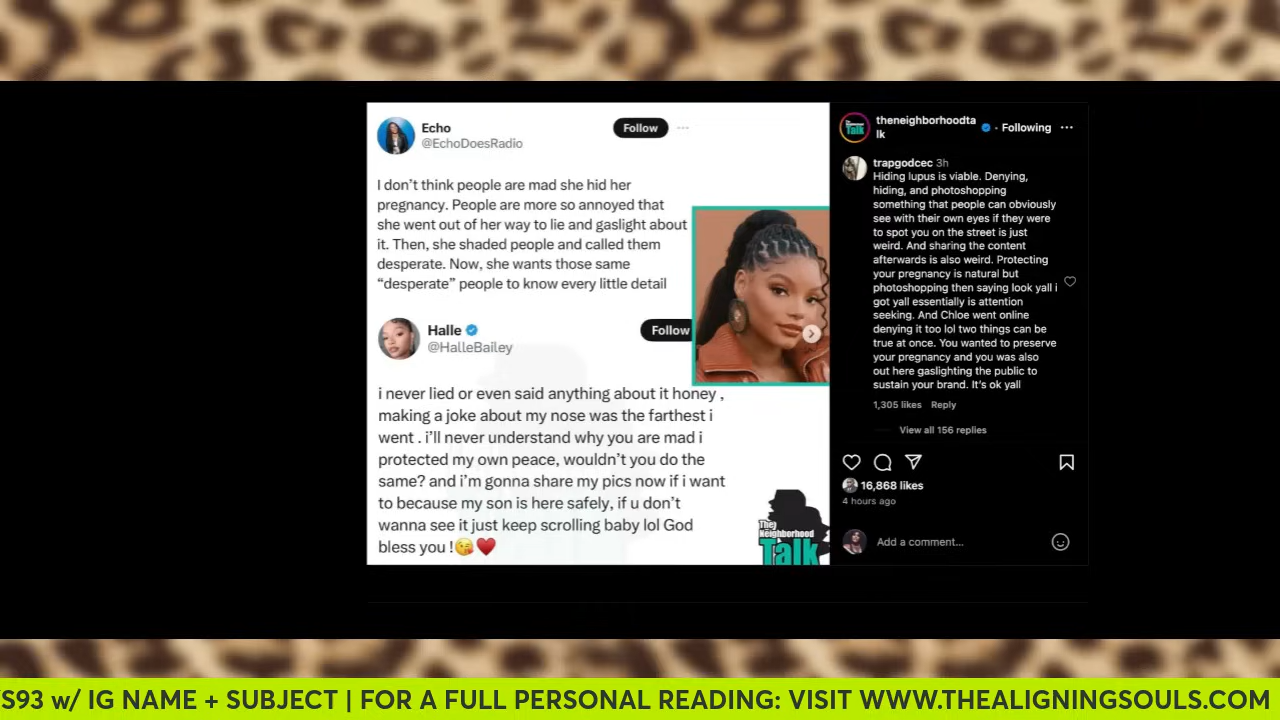 Echo
@EchoDoesRadio
Follow
I don't think people are mad she hid her
pregnancy. People are more so annoyed that
she went out of her way to lie and gaslight about
it. Then, she shaded people and called them
desperate. Now, she wants those same
"desperate" people to know every little detail
Halle
@HalleBailey
Follow
i never lied or even said anything about it honey ,
making a joke about my nose was the farthest i
went . i'll never understand why you are mad i
protected my own peace, wouldn't you do the
same? and i'm gonna share my pics now if i want
to because my son is here safely, if u don't
wanna see it just keep scrolling baby lol God
bless you !😘♥️
The
Neighborhood
Talk
theneighborhoodta
lk
• Following
trapgodcec 3h
Hiding lupus is viable. Denying,
hiding, and photoshopping
something that people can obviously
see with their own eyes if they were
to spot you on the street is just
weird. And sharing the content
afterwards is also weird. Protecting
your pregnancy is natural but
photoshopping then saying look yall i
got yall essentially is attention
seeking. And Chloe went online
denying it too lol two things can be
true at once. You wanted to preserve
your pregnancy and you was also
out here gaslighting the public to
sustain your brand. It's ok yall
1,305 likes Reply
View all 156 replies
16,868 likes
4 hours ago
Add a comment...
S93 w/ IG NAME + SUBJECT | FOR A FULL PERSONAL READING: VISIT WWW.THEALIGNINGSOULS.COM